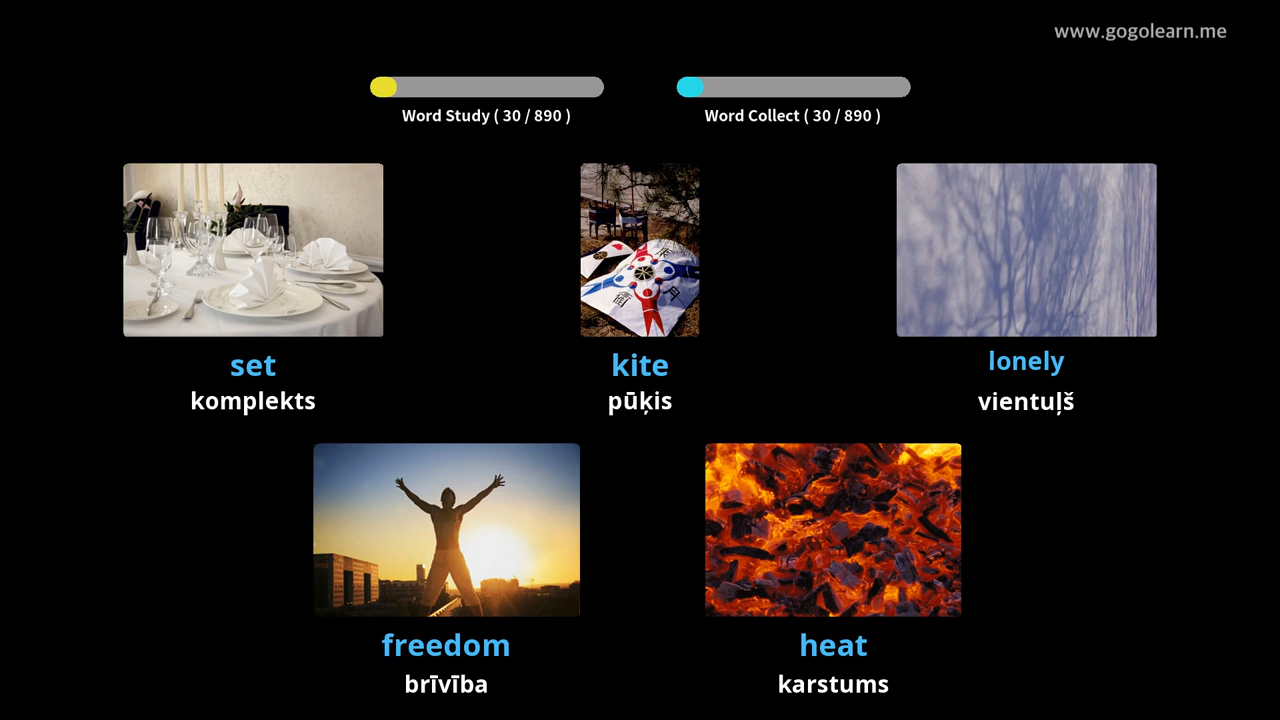 www.gogolearn.me
Word Study ( 30 / 890 )
Word Collect ( 30 / 890 )
set
komplekts
kite
pūķis
lonely
vientuļš
freedom
brīvība
heat
karstums